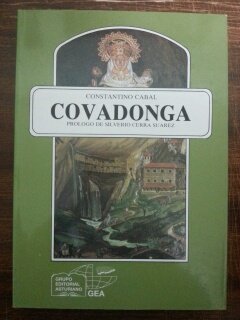 CONSTANTINO CABAL
COVADONGA
PROLOGO DE SILVERIO CERRA SUAREZ
GRUPO
EDITORIAL
ASTURIANO
GEA